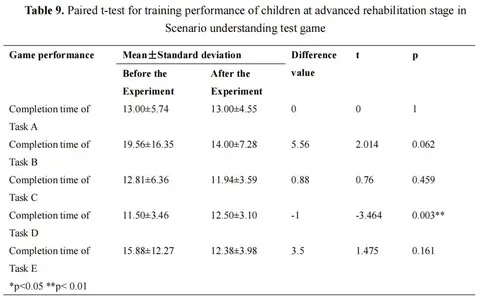 Table 9. Paired t-test for training performance of children at advanced rehabilitation stage in
Scenario understanding test game
Game performance Mean±Standard deviation Difference value t p
Before the Experiment After the Experiment
Completion time of Task A 13.00±5.74 13.00±4.55 0 0 1
Completion time of Task B 19.56±16.35 14.00±7.28 5.56 2.014 0.062
Completion time of Task C 12.81±6.36 11.94±3.59 0.88 0.76 0.459
Completion time of Task D 11.50±3.46 12.50±3.10 -1 -3.464 0.003**
Completion time of Task E 15.88±12.27 12.38±3.98 3.5 1.475 0.161
*p<0.05 **p< 0.01